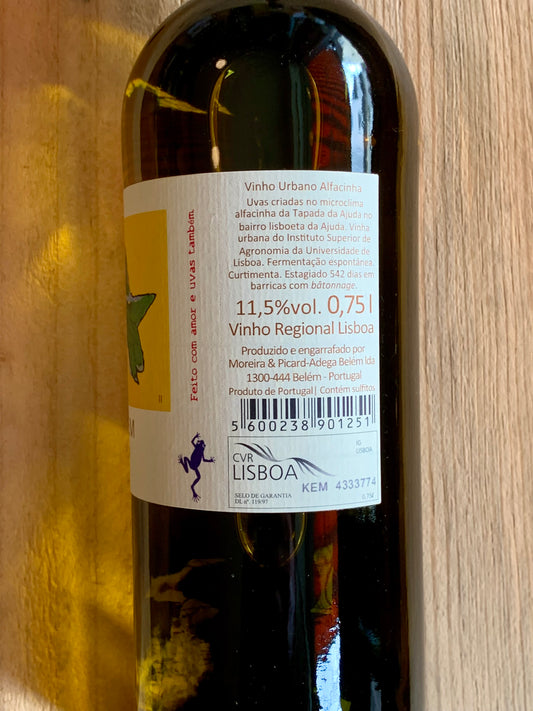 Vinho Urbano Alfacinha
Uvas criadas no microclima
alfacinha da Tapada da Ajuda no
bairro lisboeta da Ajuda. Vinha
urbana do Instituto Superior de
Agronomia da Universidade de
Lisboa. Fermentação espontânea.
Curtimenta. Estagiado 542 dias em
barricas com bâtonnage.
11,5%vol. 0,75 l
Vinho Regional Lisboa
Produzido e engarrafado por
Moreira & Picard-Adega Belém lda
1300-444 Belém - Portugal
Produto de Portugal| Contém sulfitos
5 600238 901251
CVR
LISBOA
IG
LISBOA
KEM 4333774
SELO DE GARANTIA
DL nº. 119/97
0,75ℓ
Feito com amor e uvas também.
M